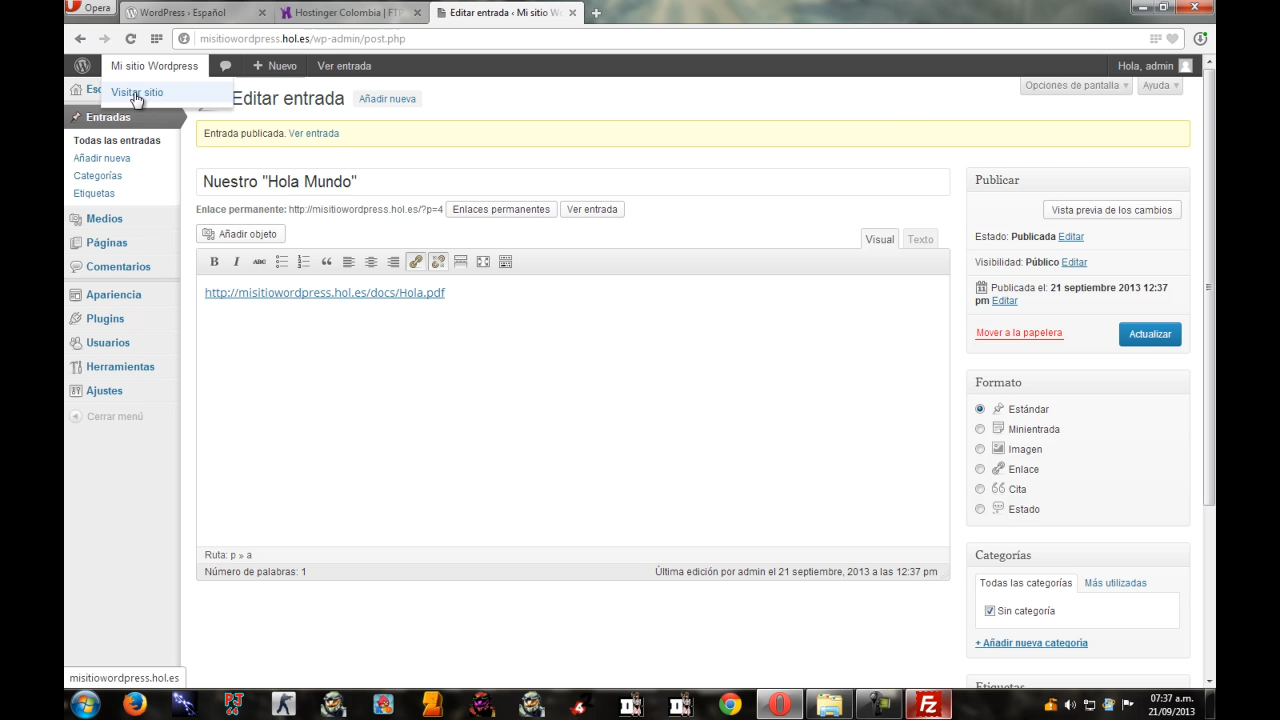 Opera
WordPress › Español
Hostinger Colombia | FTP
Editar entrada ‹ Mi sitio W
misitiowordpress.hol.es/wp-admin/post.php
Mi sitio Wordpress
Nuevo
Ver entrada
Hola, admin
Visitar sitio
Editar entrada
Añadir nueva
Opciones de pantalla
Ayuda
Entradas
Todas las entradas
Añadir nueva
Categorías
Etiquetas
Medios
Páginas
Comentarios
Apariencia
Plugins
Usuarios
Herramientas
Ajustes
Cerrar menú
Entrada publicada. Ver entrada
Nuestro "Hola Mundo"
Enlace permanente: http://misitiowordpress.hol.es/?p=4 Enlaces permanentes Ver entrada
Añadir objeto
Visual Texto
B I ABC
http://misitiowordpress.hol.es/docs/Hola.pdf
Ruta: p » a
Número de palabras: 1
Última edición por admin el 21 septiembre, 2013 a las 12:37 pm
Publicar
Vista previa de los cambios
Estado: Publicada Editar
Visibilidad: Público Editar
Publicada el: 21 septiembre 2013 12:37
pm Editar
Mover a la papelera
Actualizar
Formato
Estándar
Minientrada
Imagen
Enlace
Cita
Estado
Categorías
Todas las categorías Más utilizadas
Sin categoría
+ Añadir nueva categoría
Etiquetas
misitiowordpress.hol.es
07:37 a.m.
21/09/2013